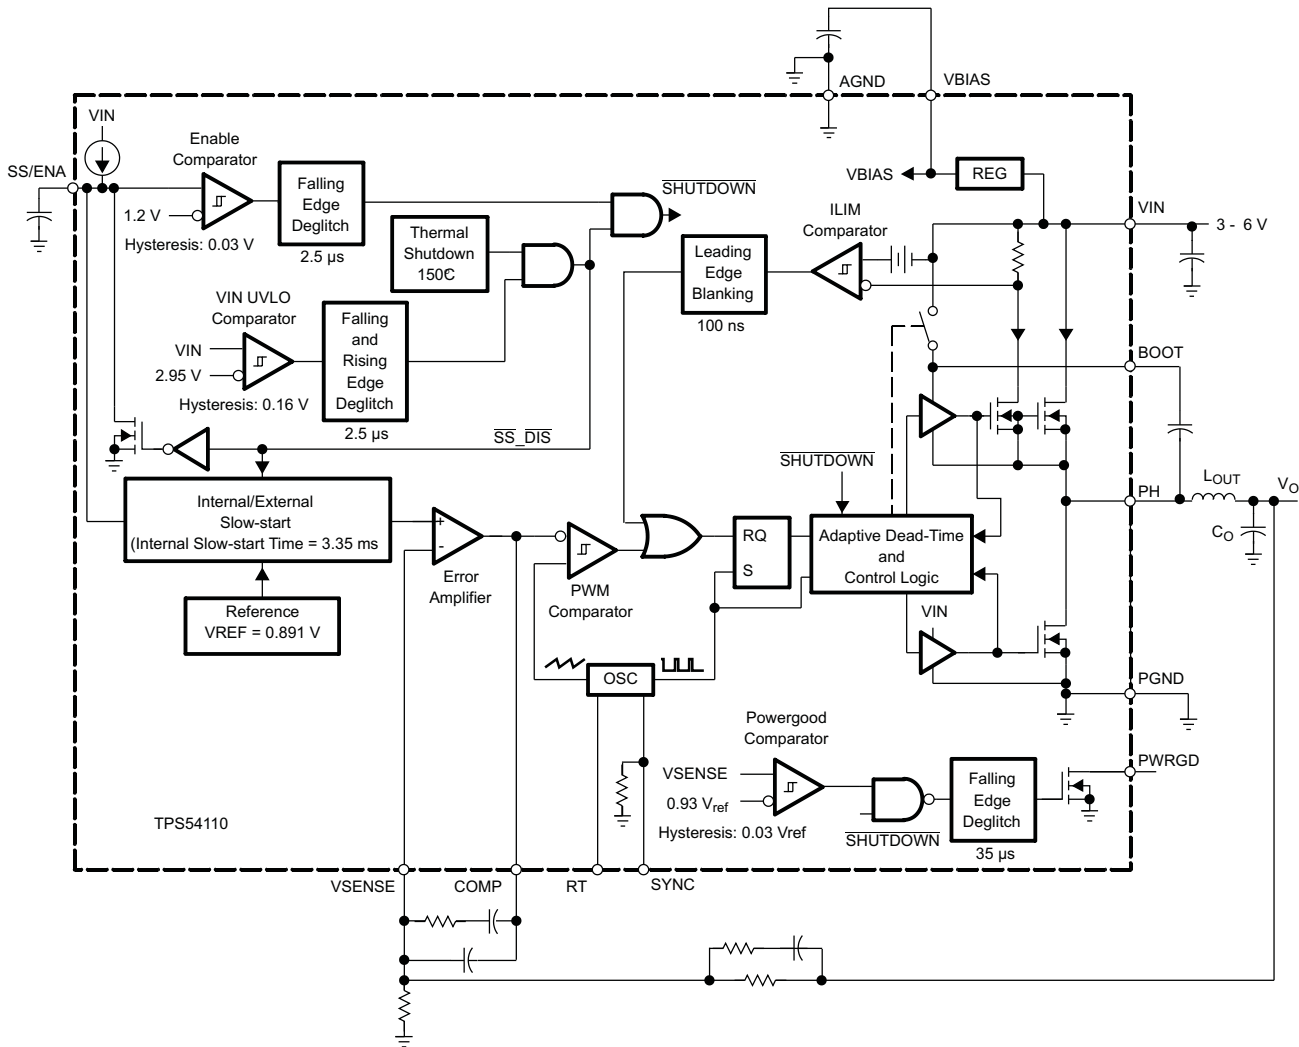 AGND
VBIAS
VIN
Enable
Comparator
SS/ENA
1.2 V
Hysteresis: 0.03 V
Falling
Edge
Deglitch
2.5 μs
SHUTDOWN
Thermal
Shutdown
150℃
VBIAS
REG
ILIM
Comparator
VIN
3 - 6 V
Leading
Edge
Blanking
100 ns
VIN UVLO
Comparator
VIN
2.95 V
Hysteresis: 0.16 V
Falling
and
Rising
Edge
Deglitch
2.5 μs
BOOT
SS_DIS
SHUTDOWN
PH
LOUT
VO
CO
Internal/External
Slow-start
(Internal Slow-start Time = 3.35 ms
+
-
Error
Amplifier
PWM
Comparator
RQ
S
Adaptive Dead-Time
and
Control Logic
Reference
VREF = 0.891 V
VIN
OSC
PGND
Powergood
Comparator
VSENSE
0.93 Vref
Hysteresis: 0.03 Vref
SHUTDOWN
Falling
Edge
Deglitch
35 μs
PWRGD
TPS54110
VSENSE
COMP
RT
SYNC